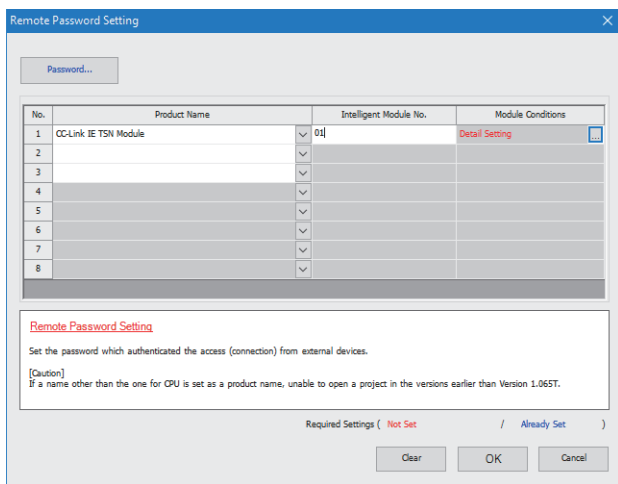 Remote Password Setting
Password...
No. Product Name Intelligent Module No. Module Conditions
1 CC-Link IE TSN Module 01 Detail Setting ...
2
3
4
5
6
7
8
Remote Password Setting
Set the password which authenticated the access (connection) from external devices.
[Caution]
If a name other than the one for CPU is set as a product name, unable to open a project in the versions earlier than Version 1.065T.
Required Settings ( Not Set / Already Set )
Clear OK Cancel